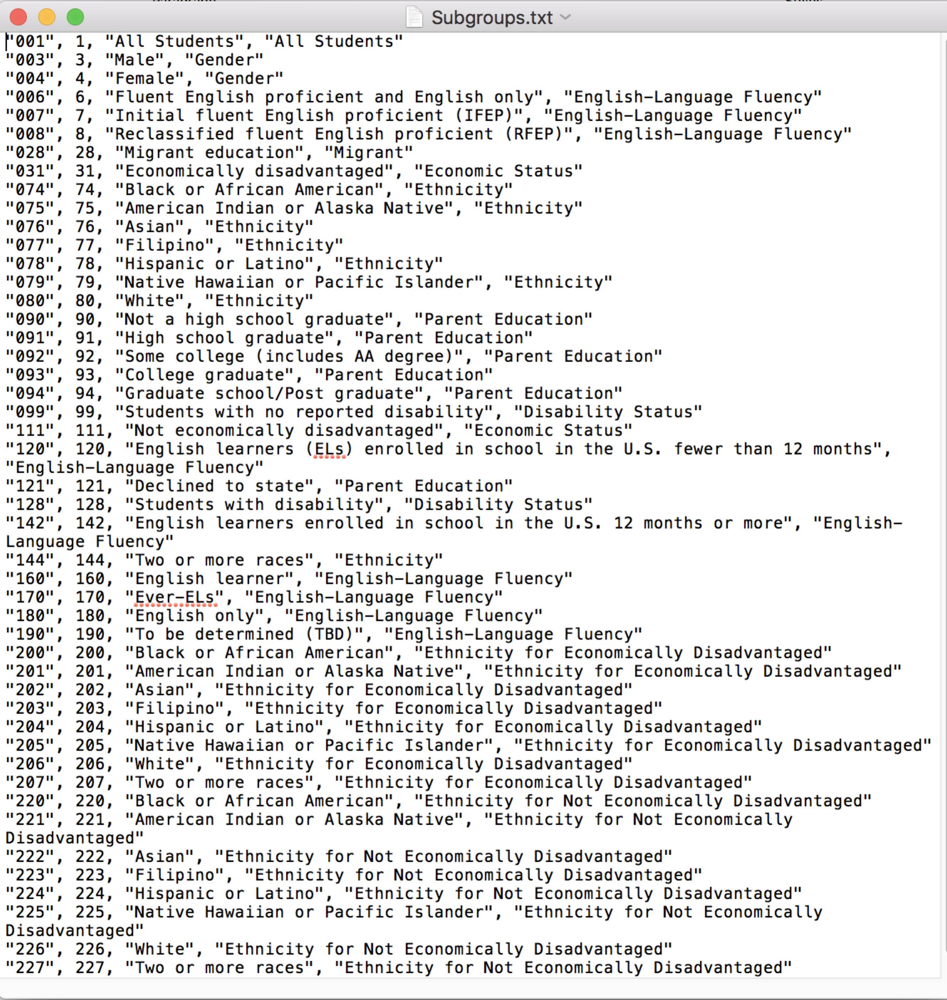 Subgroups.txt
"001", 1, "All Students", "All Students"
"003", 3, "Male", "Gender"
"004", 4, "Female", "Gender"
"006", 6, "Fluent English proficient and English only", "English-Language Fluency"
"007", 7, "Initial fluent English proficient (IFEP)", "English-Language Fluency"
"008", 8, "Reclassified fluent English proficient (RFEP)", "English-Language Fluency"
"028", 28, "Migrant education", "Migrant"
"031", 31, "Economically disadvantaged", "Economic Status"
"074", 74, "Black or African American", "Ethnicity"
"075", 75, "American Indian or Alaska Native", "Ethnicity"
"076", 76, "Asian", "Ethnicity"
"077", 77, "Filipino", "Ethnicity"
"078", 78, "Hispanic or Latino", "Ethnicity"
"079", 79, "Native Hawaiian or Pacific Islander", "Ethnicity"
"080", 80, "White", "Ethnicity"
"090", 90, "Not a high school graduate", "Parent Education"
"091", 91, "High school graduate", "Parent Education"
"092", 92, "Some college (includes AA degree)", "Parent Education"
"093", 93, "College graduate", "Parent Education"
"094", 94, "Graduate school/Post graduate", "Parent Education"
"099", 99, "Students with no reported disability", "Disability Status"
"111", 111, "Not economically disadvantaged", "Economic Status"
"120", 120, "English learners (ELs) enrolled in school in the U.S. fewer than 12 months",
"English-Language Fluency"
"121", 121, "Declined to state", "Parent Education"
"128", 128, "Students with disability", "Disability Status"
"142", 142, "English learners enrolled in school in the U.S. 12 months or more", "English-
Language Fluency"
"144", 144, "Two or more races", "Ethnicity"
"160", 160, "English learner", "English-Language Fluency"
"170", 170, "Ever-ELs", "English-Language Fluency"
"180", 180, "English only", "English-Language Fluency"
"190", 190, "To be determined (TBD)", "English-Language Fluency"
"200", 200, "Black or African American", "Ethnicity for Economically Disadvantaged"
"201", 201, "American Indian or Alaska Native", "Ethnicity for Economically Disadvantaged"
"202", 202, "Asian", "Ethnicity for Economically Disadvantaged"
"203", 203, "Filipino", "Ethnicity for Economically Disadvantaged"
"204", 204, "Hispanic or Latino", "Ethnicity for Economically Disadvantaged"
"205", 205, "Native Hawaiian or Pacific Islander", "Ethnicity for Economically Disadvantaged"
"206", 206, "White", "Ethnicity for Economically Disadvantaged"
"207", 207, "Two or more races", "Ethnicity for Economically Disadvantaged"
"220", 220, "Black or African American", "Ethnicity for Not Economically Disadvantaged"
"221", 221, "American Indian or Alaska Native", "Ethnicity for Not Economically
Disadvantaged"
"222", 222, "Asian", "Ethnicity for Not Economically Disadvantaged"
"223", 223, "Filipino", "Ethnicity for Not Economically Disadvantaged"
"224", 224, "Hispanic or Latino", "Ethnicity for Not Economically Disadvantaged"
"225", 225, "Native Hawaiian or Pacific Islander", "Ethnicity for Not Economically
Disadvantaged"
"226", 226, "White", "Ethnicity for Not Economically Disadvantaged"
"227", 227, "Two or more races", "Ethnicity for Not Economically Disadvantaged"